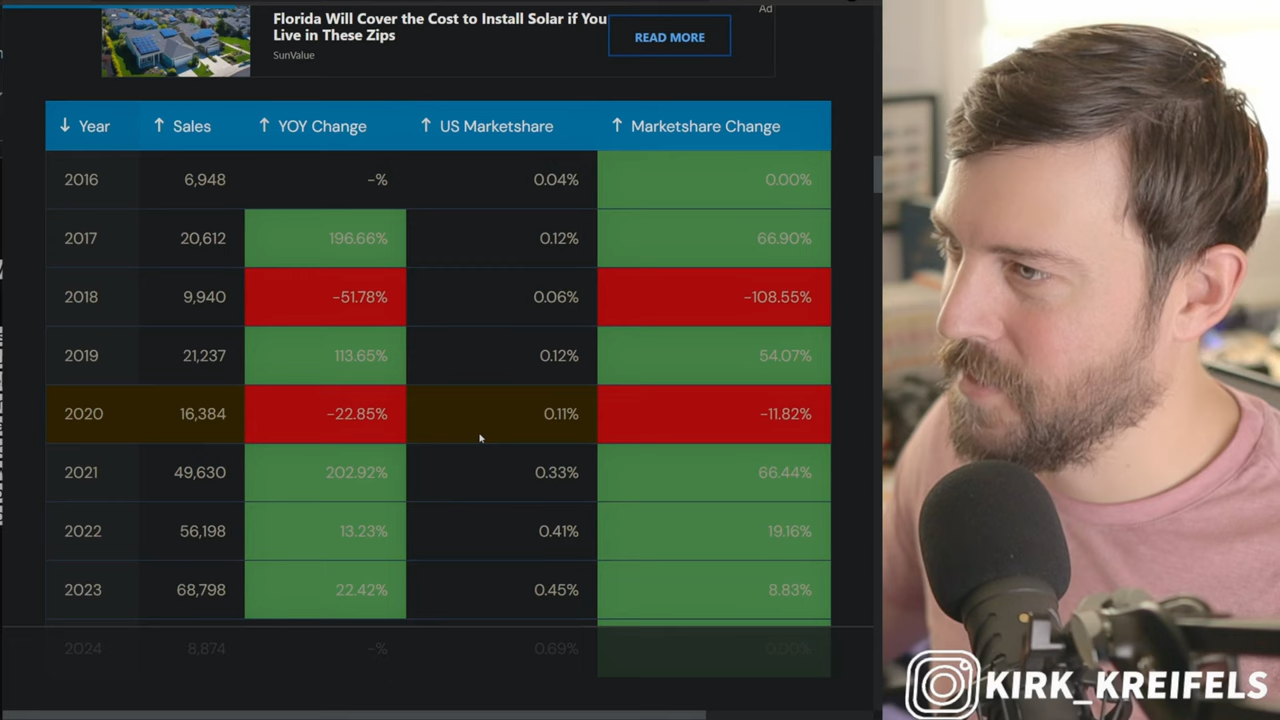 Florida Will Cover the Cost to Install Solar if You
Live in These Zips
SunValue
READ MORE
Ad
↓ Year ↑ Sales ↑ YOY Change ↑ US Marketshare ↑ Marketshare Change
2016 6,948 -% 0.04% 0.00%
2017 20,612 196.66% 0.12% 66.90%
2018 9,940 -51.78% 0.06% -108.55%
2019 21,237 113.65% 0.12% 54.07%
2020 16,384 -22.85% 0.11% -11.82%
2021 49,630 202.92% 0.33% 66.44%
2022 56,198 13.23% 0.41% 19.16%
2023 68,798 22.42% 0.45% 8.83%
2024 8,874 -% 0.69% 0.00%
KIRK_KREIFELS